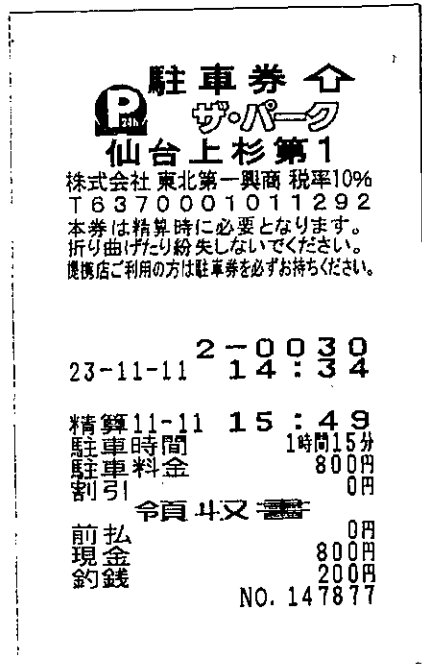 駐車券
P 24h
ザ・パーク
仙台上杉第1
株式会社 東北第一興商 税率10%
T6370001011292
本券は精算時に必要となります。
折り曲げたり紛失しないでください。
提携店ご利用の方は駐車券を必ずお持ちください。
2-0030
23-11-11 14:34
精算11-11 15:49
駐車時間 1時間15分
駐車料金 800円
割引 0円
領収書
前払 0円
現金 800円
釣銭 200円
NO. 147877